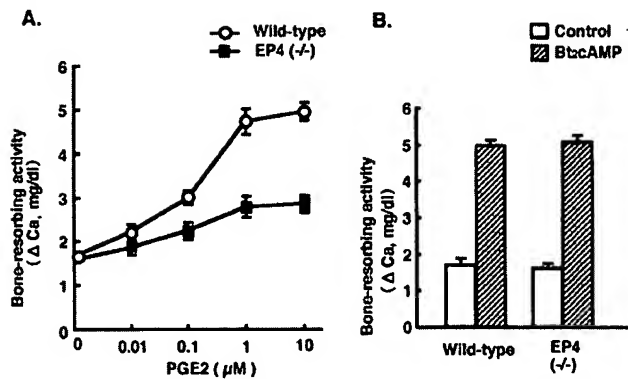 A.
Wild-type
EP4 (-/-)
Bone-resorbing activity
( Δ Ca, mg/dl)
6
5
4
3
2
1
0
0 0.01 0.1 1 10
PGE2 ( μM )
B.
Control
Bt2cAMP
Bone-resorbing activity
( Δ Ca, mg/dl)
6
5
4
3
2
1
0
Wild-type EP4
(-/-)